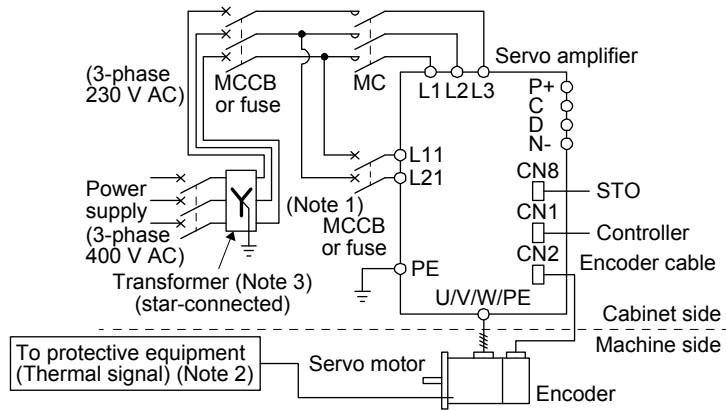 Servo amplifier
(3-phase
230 V AC)
MCCB
or fuse
MC
L1 L2 L3
P+
C
D
N-
L11
L21
CN8
STO
Power
supply
(3-phase
400 V AC)
(Note 1)
MCCB
or fuse
CN1
Controller
CN2
Encoder cable
PE
Transformer (Note 3)
(star-connected)
U/V/W/PE
Cabinet side
Machine side
To protective equipment
(Thermal signal) (Note 2)
Servo motor
Encoder